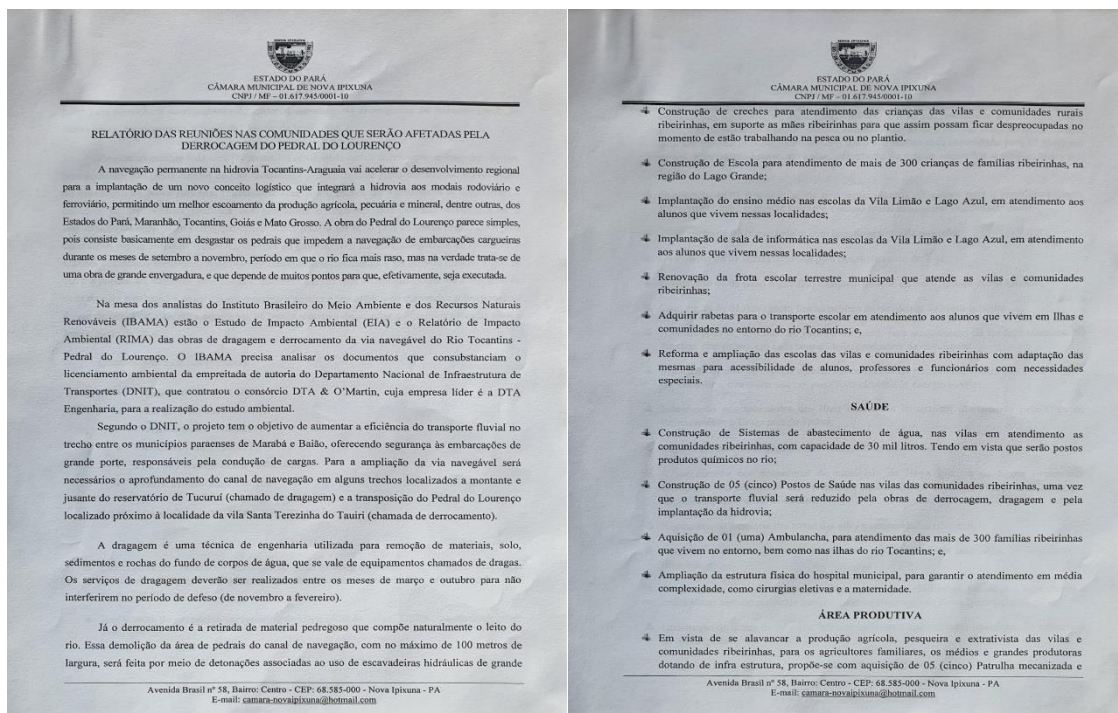 ESTADO DO PARÁ
CÂMARA MUNICIPAL DE NOVA IPIXUNA
CNPJ / MF – 01.617.945/0001-10
RELATÓRIO DAS REUNIÕES NAS COMUNIDADES QUE SERÃO AFETADAS PELA
DERROCAGEM DO PEDRAL DO LOURENÇO
A navegação permanente na hidrovia Tocantins-Araguaia vai acelerar o desenvolvimento regional
para a implantação de um novo conceito logístico que integrará a hidrovia aos modais rodoviário e
ferroviário, permitindo um melhor escoamento da produção agrícola, pecuária e mineral, dentre outras, dos
Estados do Pará, Maranhão, Tocantins, Goiás e Mato Grosso. A obra do Pedral do Lourenço parece simples,
pois consiste basicamente em desgastar os pedrais que impedem a navegação de embarcações cargueiras
durante os meses de setembro a novembro, período em que o rio fica mais raso, mas na verdade trata-se de
uma obra de grande envergadura, e que depende de muitos pontos para que, efetivamente, seja executada.
Na mesa dos analistas do Instituto Brasileiro do Meio Ambiente e dos Recursos Naturais
Renováveis (IBAMA) estão o Estudo de Impacto Ambiental (EIA) e o Relatório de Impacto
Ambiental (RIMA) das obras de dragagem e derrocamento da via navegável do Rio Tocantins -
Pedral do Lourenço. O IBAMA precisa analisar os documentos que consubstanciam o
licenciamento ambiental da empreitada de autoria do Departamento Nacional de Infraestrutura de
Transportes (DNIT), que contratou o consórcio DTA & O'Martin, cuja empresa líder é a DTA
Engenharia, para a realização do estudo ambiental.
Segundo o DNIT, o projeto tem o objetivo de aumentar a eficiência do transporte fluvial no
trecho entre os municípios paraenses de Marabá e Baião, oferecendo segurança às embarcações de
grande porte, responsáveis pela condução de cargas. Para a ampliação da via navegável será
necessários o aprofundamento do canal de navegação em alguns trechos localizados a montante e
jusante do reservatório de Tucuruí (chamado de dragagem) e a transposição do Pedral do Lourenço
localizado próximo à localidade da vila Santa Terezinha do Tauiri (chamada de derrocamento).
A dragagem é uma técnica de engenharia utilizada para remoção de materiais, solo,
sedimentos e rochas do fundo de corpos de água, que se vale de equipamentos chamados de dragas.
Os serviços de dragagem deverão ser realizados entre os meses de março e outubro para não
interferirem no período de defeso (de novembro a fevereiro).
Já o derrocamento é a retirada de material pedregoso que compõe naturalmente o leito do
rio. Essa demolição da área de pedrais do canal de navegação, com no máximo de 100 metros de
largura, será feita por meio de detonações associadas ao uso de escavadeiras hidráulicas de grande
Avenida Brasil nº 58, Bairro: Centro - CEP: 68.585-000 - Nova Ipixuna - PA
E-mail: camara-novaipixuna@hotmail.com
ESTADO DO PARÁ
CÂMARA MUNICIPAL DE NOVA IPIXUNA
CNPJ / MF – 01.617.945/0001-10
Construção de creches para atendimento das crianças das vilas e comunidades rurais
ribeirinhas, em suporte as mães ribeirinhas para que assim possam ficar despreocupadas no
momento de estão trabalhando na pesca ou no plantio.
Construção de Escola para atendimento de mais de 300 crianças de famílias ribeirinhas, na
região do Lago Grande;
Implantação do ensino médio nas escolas da Vila Limão e Lago Azul, em atendimento aos
alunos que vivem nessas localidades;
Implantação de sala de informática nas escolas da Vila Limão e Lago Azul, em atendimento
aos alunos que vivem nessas localidades;
Renovação da frota escolar terrestre municipal que atende as vilas e comunidades
ribeirinhas;
Adquirir rabetas para o transporte escolar em atendimento aos alunos que vivem em Ilhas e
comunidades no entorno do rio Tocantins; e,
Reforma e ampliação das escolas das vilas e comunidades ribeirinhas com adaptação das
mesmas para acessibilidade de alunos, professores e funcionários com necessidades
especiais.
SAÚDE
Construção de Sistemas de abastecimento de água, nas vilas em atendimento as
comunidades ribeirinhas, com capacidade de 30 mil litros. Tendo em vista que serão postos
produtos químicos no rio;
Construção de 05 (cinco) Postos de Saúde nas vilas das comunidades ribeirinhas, uma vez
que o transporte fluvial será reduzido pela obras de derrocagem, dragagem e pela
implantação da hidrovia;
Aquisição de 01 (uma) Ambulancha, para atendimento das mais de 300 famílias ribeirinhas
que vivem no entorno, bem como nas ilhas do rio Tocantins; e,
Ampliação da estrutura física do hospital municipal, para garantir o atendimento em média
complexidade, como cirurgias eletivas e a maternidade.
ÁREA PRODUTIVA
Em vista de se alavancar a produção agrícola, pesqueira e extrativista das vilas e
comunidades ribeirinhas, para os agricultores familiares, os médios e grandes produtores
dotando de infra estrutura, propõe-se com aquisição de 05 (cinco) Patrulha mecanizada e
Avenida Brasil nº 58, Bairro: Centro - CEP: 68.585-000 - Nova Ipixuna - PA
E-mail: camara-novaipixuna@hotmail.com